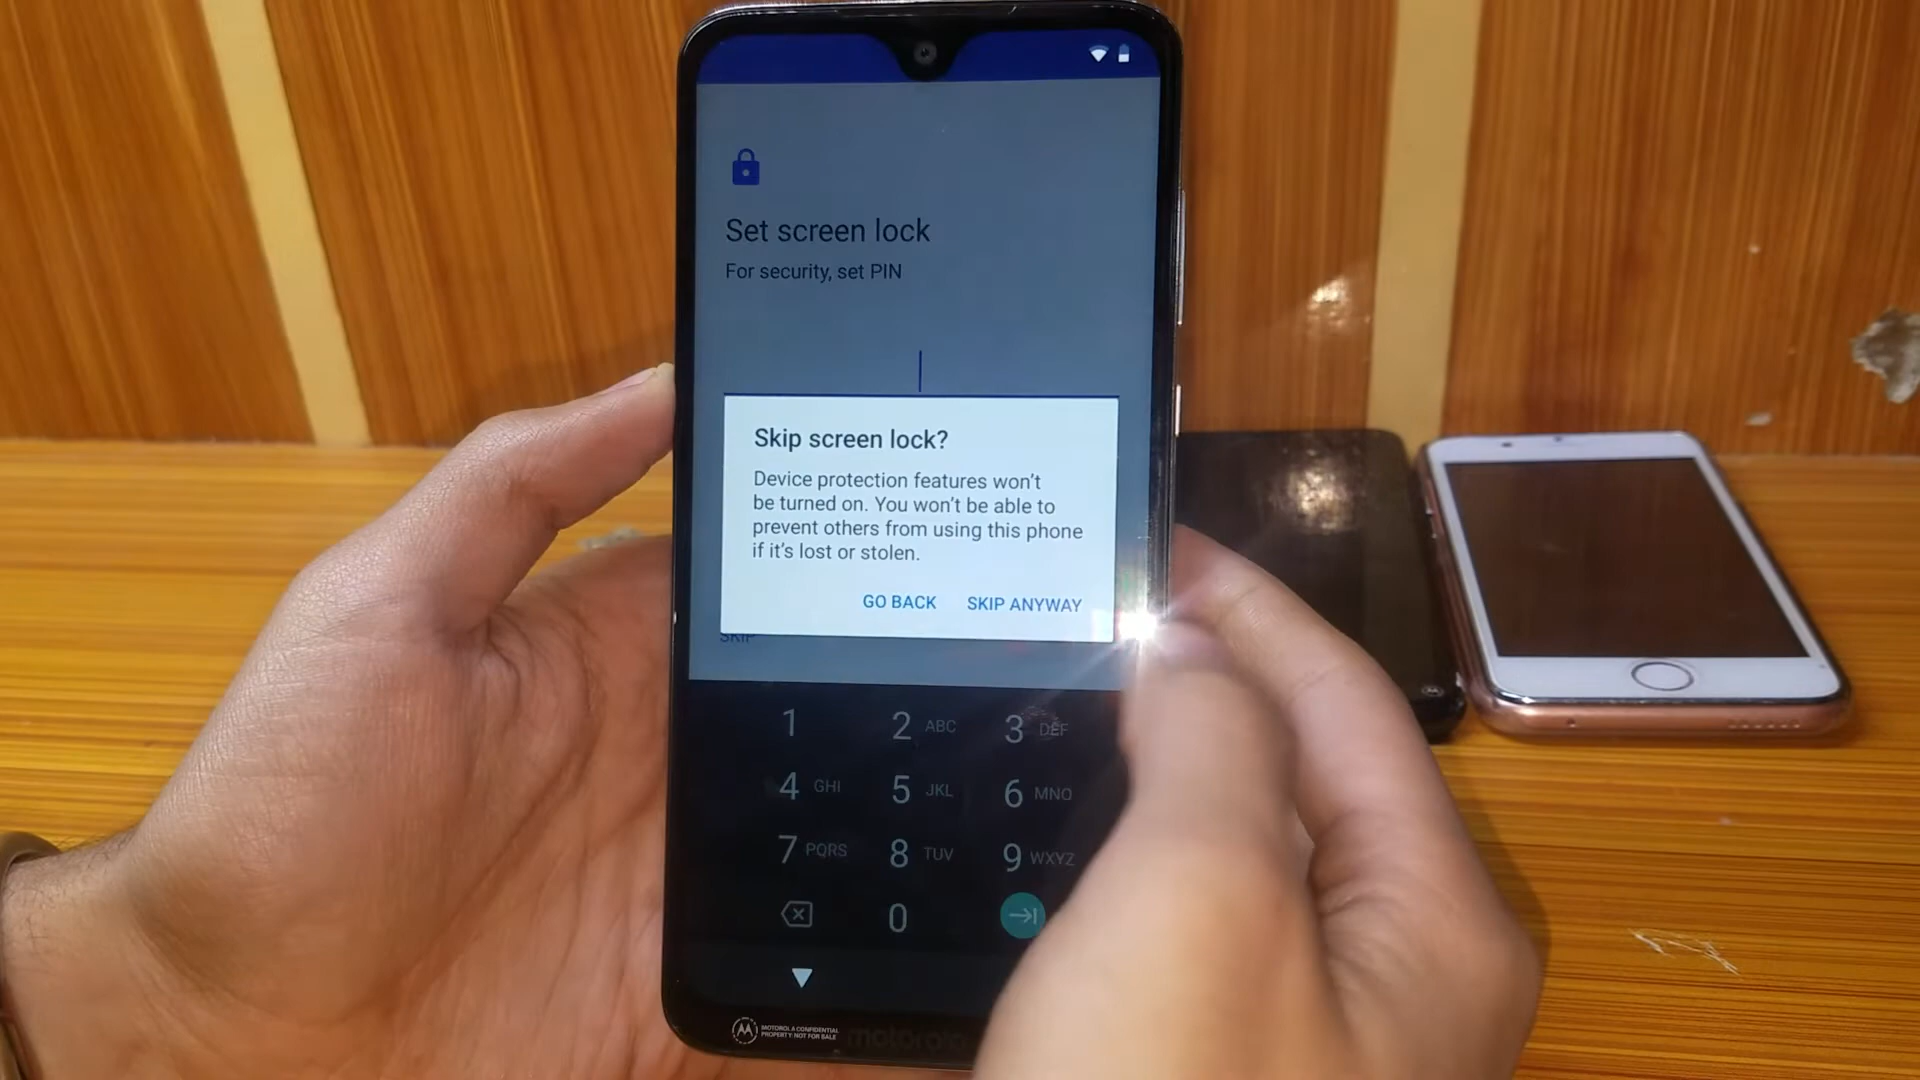 Set screen lock
For security, set PIN
Skip screen lock?
Device protection features won't
be turned on. You won't be able to
prevent others from using this phone
if it's lost or stolen.
GO BACK SKIP ANYWAY
SKIP
1 2 ABC 3 DEF
4 GHI 5 JKL 6 MNO
7 PQRS 8 TUV 9 WXYZ
0
MOTOROLA CONFIDENTIAL
PROPERTY: NOT FOR SALE
motorola